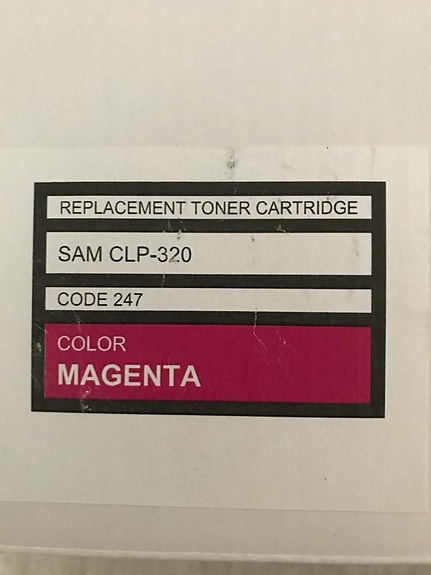 REPLACEMENT TONER CARTRIDGE
SAM CLP-320
CODE 247
COLOR
MAGENTA